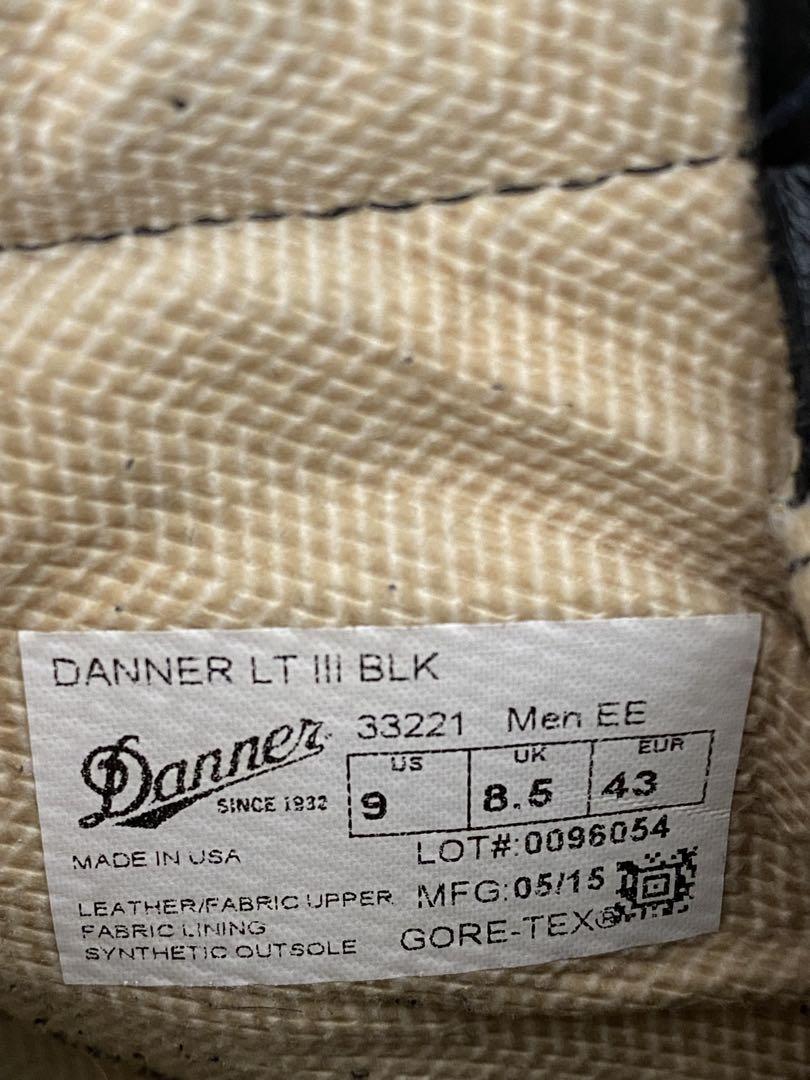 DANNER LT III BLK
Danner
SINCE 1932
33221 Men EE
US UK EUR
9 8.5 43
MADE IN USA
LOT#:0096054
MFG:05/15
LEATHER/FABRIC UPPER
FABRIC LINING
SYNTHETIC OUTSOLE
GORE-TEX®